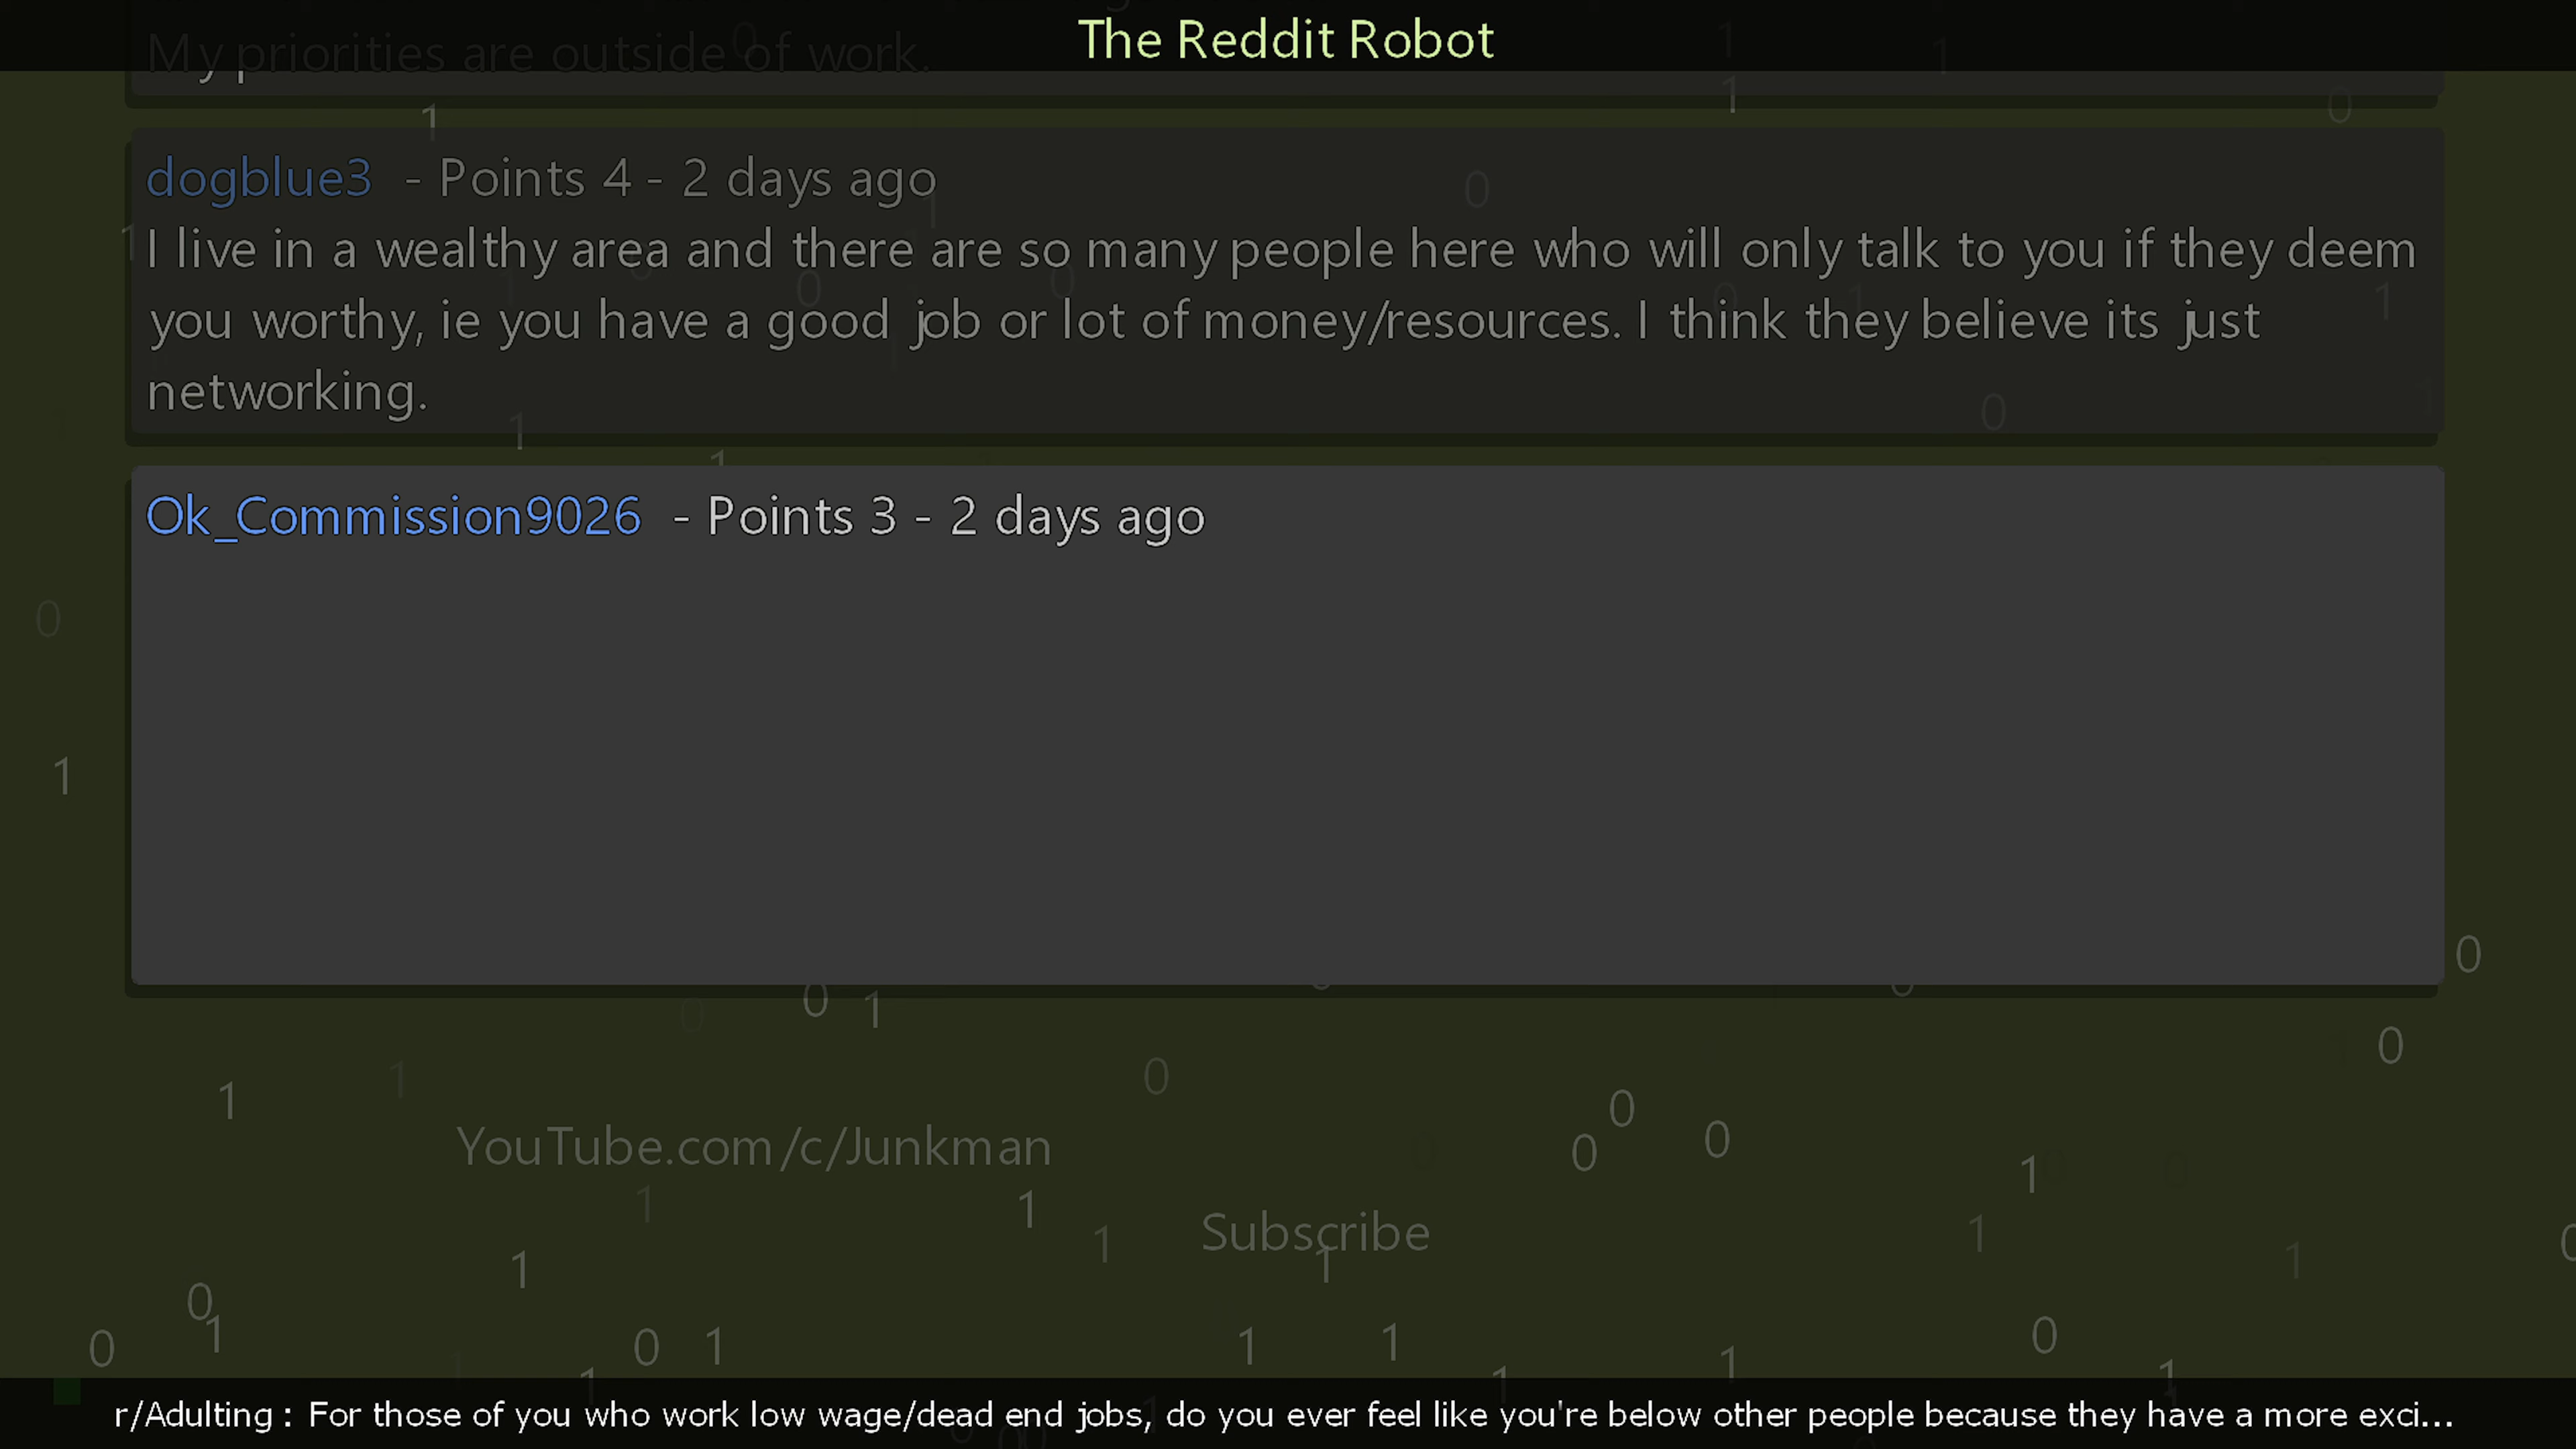 The Reddit Robot
My priorities are outside of work.
dogblue3 - Points 4 - 2 days ago
I live in a wealthy area and there are so many people here who will only talk to you if they deem
you worthy, ie you have a good job or lot of money/resources. I think they believe its just
networking.
Ok_Commission9026 - Points 3 - 2 days ago
YouTube.com/c/Junkman
Subscribe
r/Adulting : For those of you who work low wage/dead end jobs, do you ever feel like you're below other people because they have a more exci...